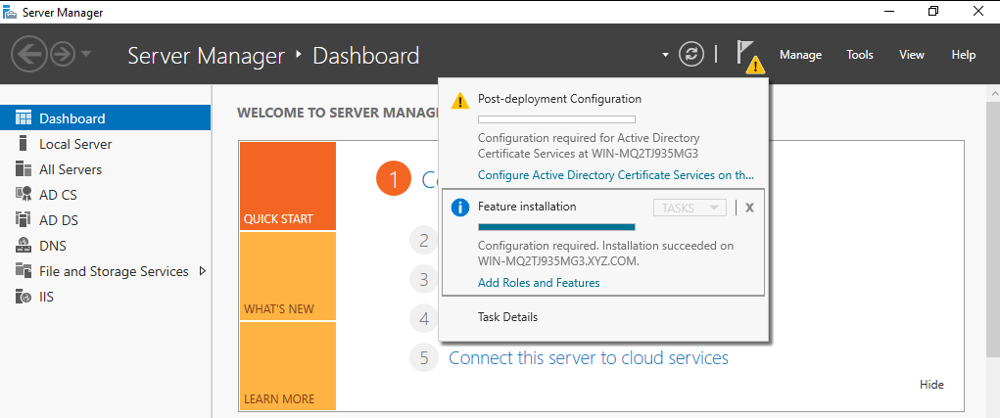 Server Manager
Server Manager • Dashboard
Manage
Tools
View
Help
Dashboard
Local Server
All Servers
AD CS
AD DS
DNS
File and Storage Services
IIS
WELCOME TO SERVER MANAG
QUICK START
WHAT'S NEW
LEARN MORE
1
2
3
4
5 Connect this server to cloud services
Hide
Post-deployment Configuration
Configuration required for Active Directory
Certificate Services at WIN-MQ2TJ935MG3
Configure Active Directory Certificate Services on th...
Feature installation
TASKS
X
Configuration required. Installation succeeded on
WIN-MQ2TJ935MG3.XYZ.COM.
Add Roles and Features
Task Details